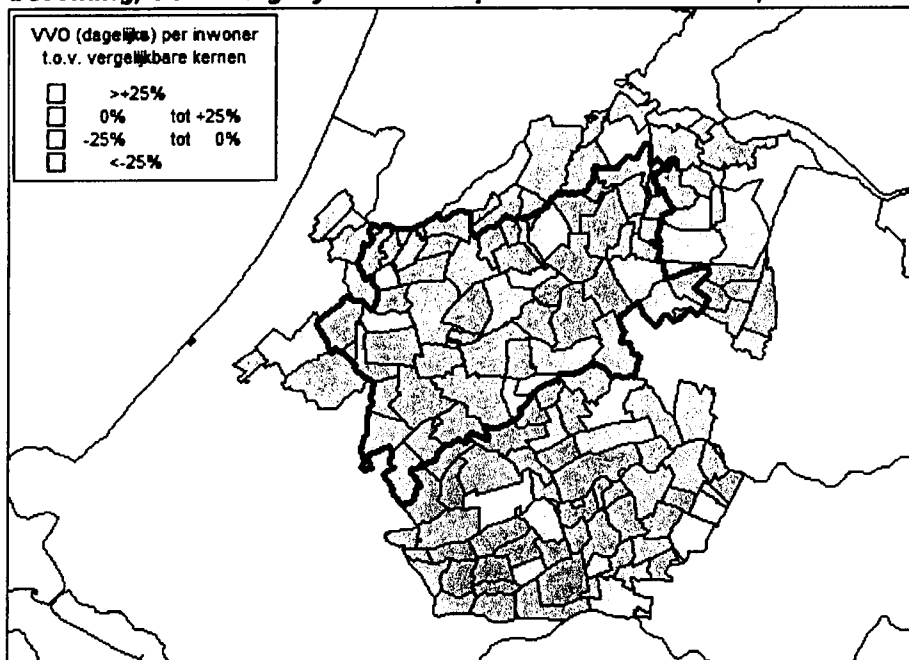 VVO (dagelijks) per inwoner
t.o.v. vergelijkbare kernen
>+25%
0% tot +25%
-25% tot 0%
<-25%